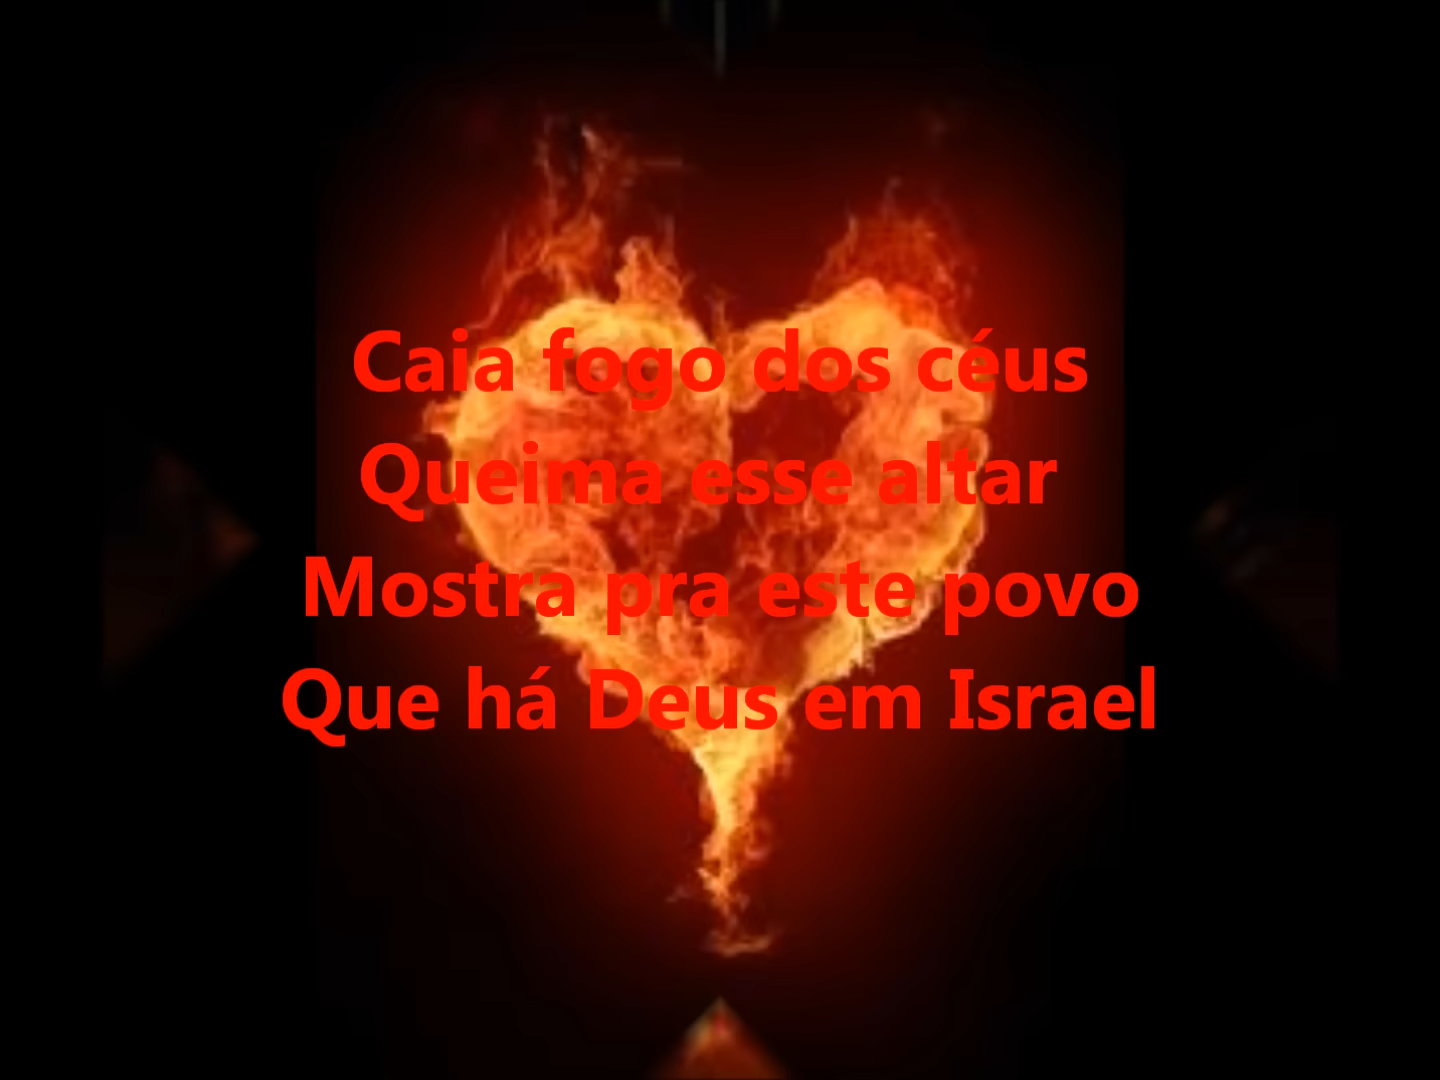 Caia fogo dos céus
Queima esse altar
Mostra pra este povo
Que há Deus em Israel